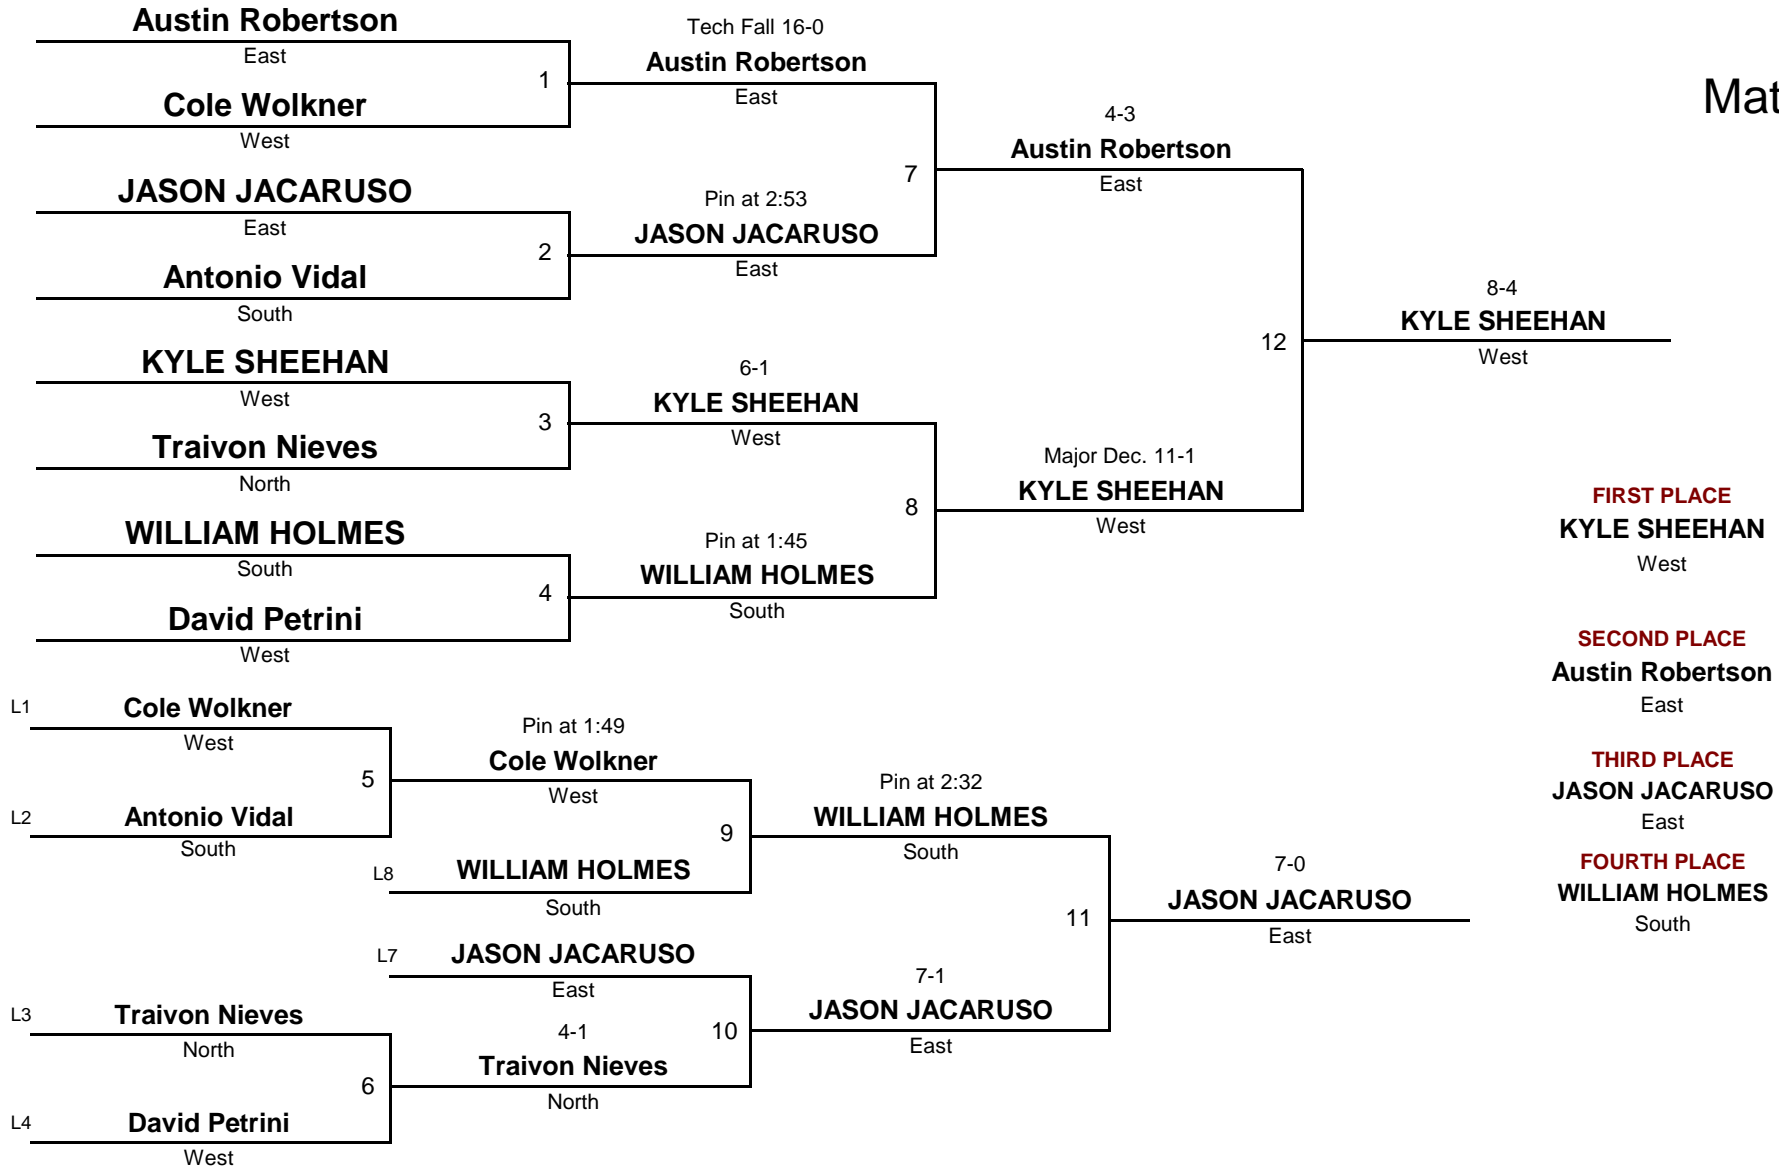 Austin Robertson
East
1
Cole Wolkner
West
JASON JACARUSO
East
2
Antonio Vidal
South
KYLE SHEEHAN
West
3
Traivon Nieves
North
WILLIAM HOLMES
South
4
David Petrini
West
Tech Fall 16-0
Austin Robertson
East
7
Pin at 2:53
JASON JACARUSO
East
6-1
KYLE SHEEHAN
West
8
Pin at 1:45
WILLIAM HOLMES
South
4-3
Austin Robertson
East
12
Major Dec. 11-1
KYLE SHEEHAN
West
8-4
KYLE SHEEHAN
West
Mat
FIRST PLACE
KYLE SHEEHAN
West
SECOND PLACE
Austin Robertson
East
THIRD PLACE
JASON JACARUSO
East
FOURTH PLACE
WILLIAM HOLMES
South
L1
Cole Wolkner
West
5
L2
Antonio Vidal
South
Pin at 1:49
Cole Wolkner
West
9
L8
WILLIAM HOLMES
South
L7
JASON JACARUSO
East
10
4-1
Traivon Nieves
North
L3
Traivon Nieves
North
6
L4
David Petrini
West
Pin at 2:32
WILLIAM HOLMES
South
11
7-1
JASON JACARUSO
East
7-0
JASON JACARUSO
East